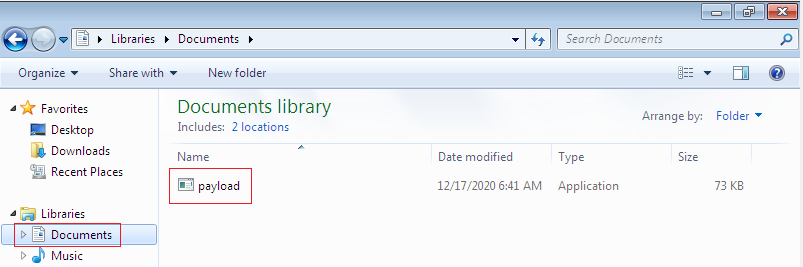 Libraries Documents Search Documents
Organize Share with New folder
Favorites
Desktop
Downloads
Recent Places
Libraries
Documents
Music
Documents library
Includes: 2 locations
Arrange by: Folder
Name Date modified Type Size
payload 12/17/2020 6:41 AM Application 73 KB